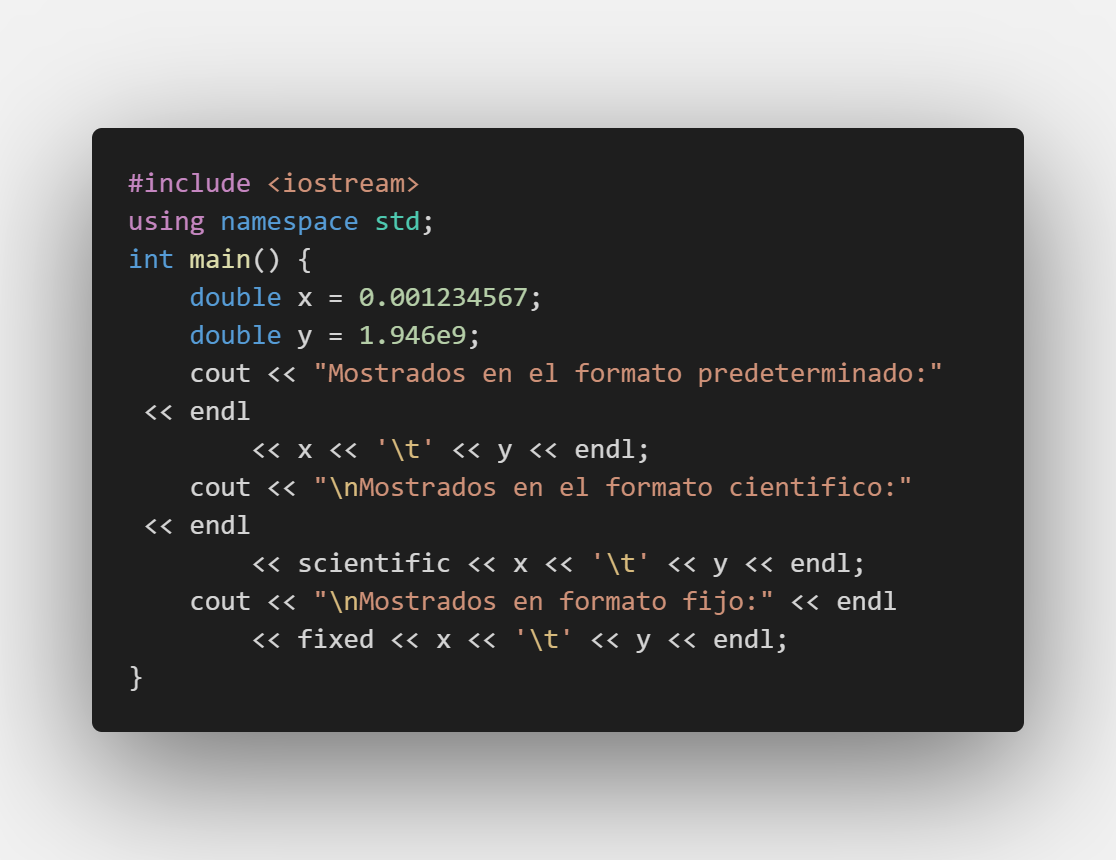 #include <iostream>
using namespace std;
int main() {
    double x = 0.001234567;
    double y = 1.946e9;
    cout << "Mostrados en el formato predeterminado:"
 << endl
        << x << '\t' << y << endl;
    cout << "\nMostrados en el formato cientifico:"
 << endl
        << scientific << x << '\t' << y << endl;
    cout << "\nMostrados en formato fijo:" << endl
        << fixed << x << '\t' << y << endl;
}